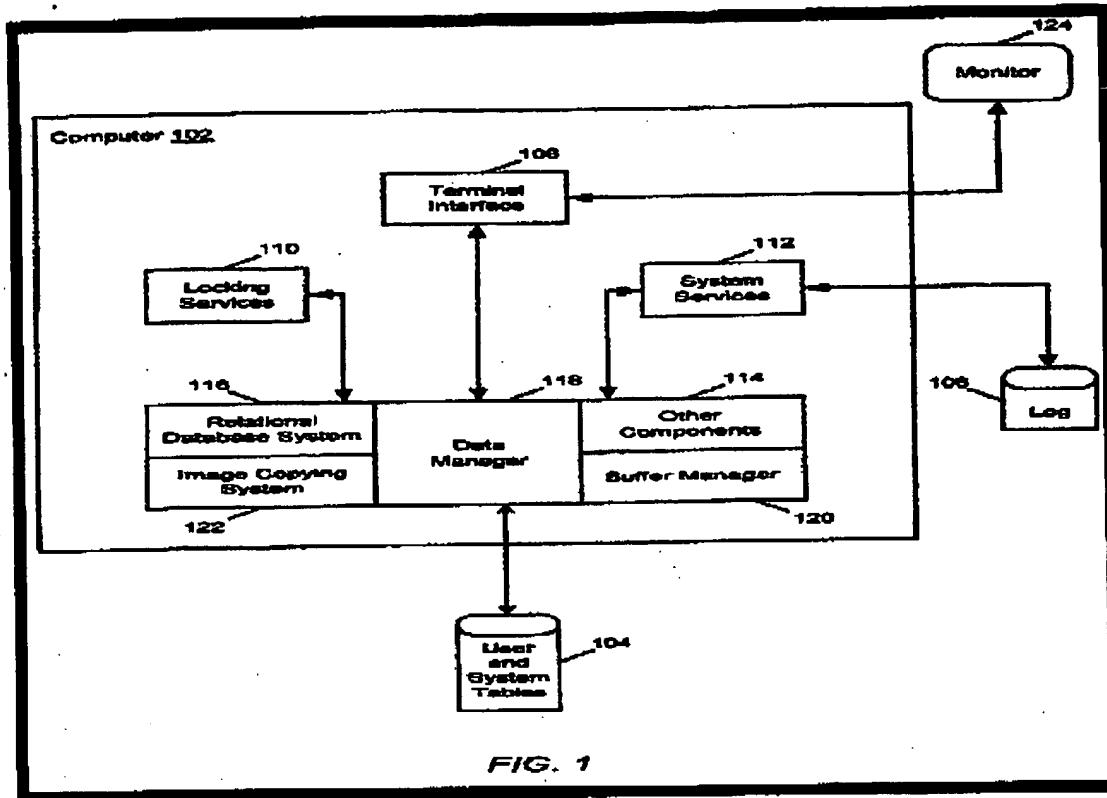 124
Monitor
Computer 102
108
Terminal
Interface
110
Locking
Services
112
System
Services
106
Log
116
118
114
Relational
Database System
Data
Manager
Other
Components
Image Copying
System
Buffer Manager
122
120
104
User
and
System
Tables
FIG. 1